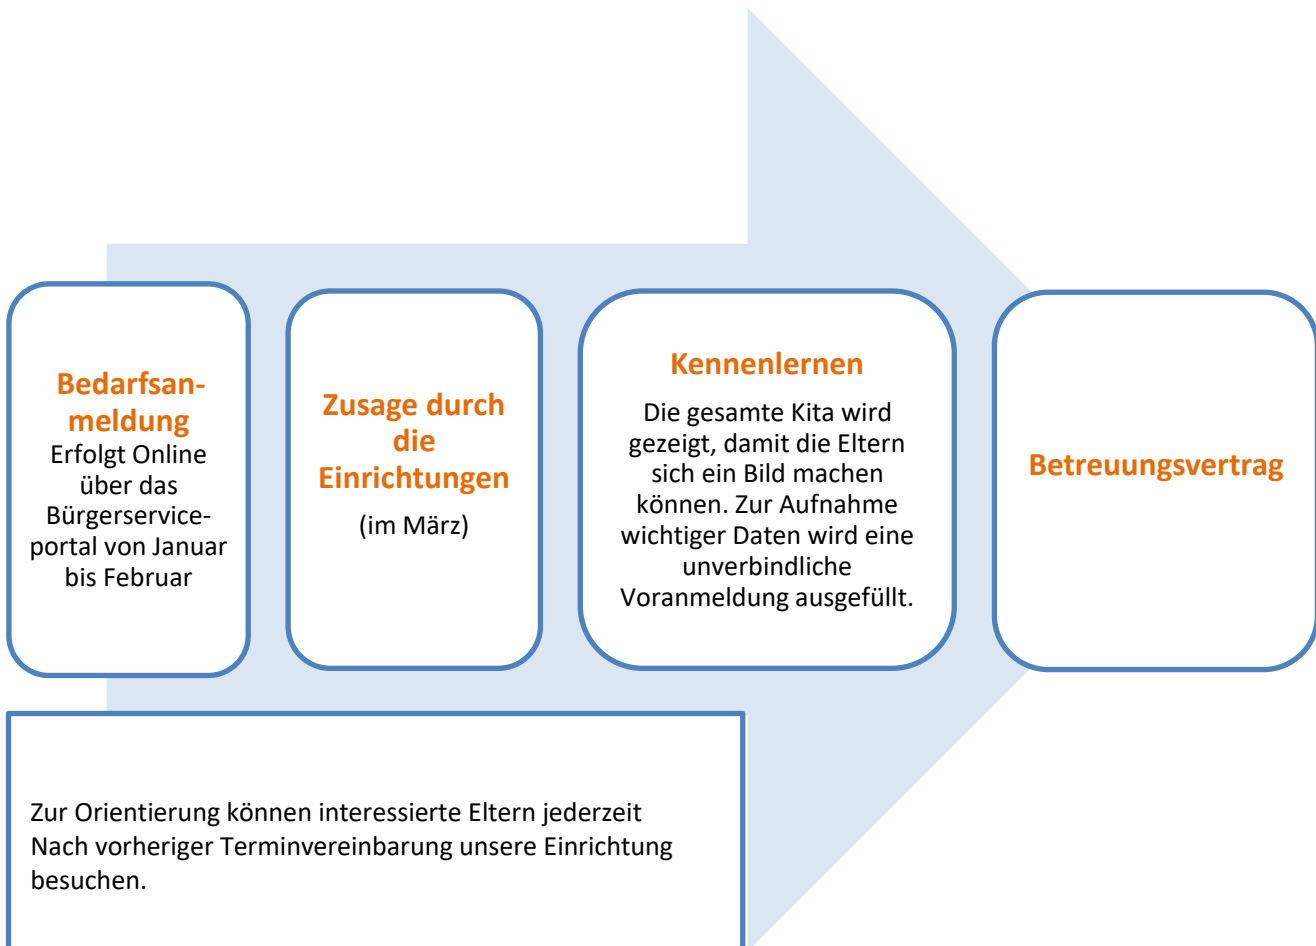 Bedarfsan-
meldung
Erfolgt Online
über das
Bürgerservice-
portal von Januar
bis Februar
Zusage durch
die
Einrichtungen
(im März)
Kennenlernen
Die gesamte Kita wird
gezeigt, damit die Eltern
sich ein Bild machen
können. Zur Aufnahme
wichtiger Daten wird eine
unverbindliche
Voranmeldung ausgefüllt.
Betreuungsvertrag
Zur Orientierung können interessierte Eltern jederzeit
Nach vorheriger Terminvereinbarung unsere Einrichtung
besuchen.